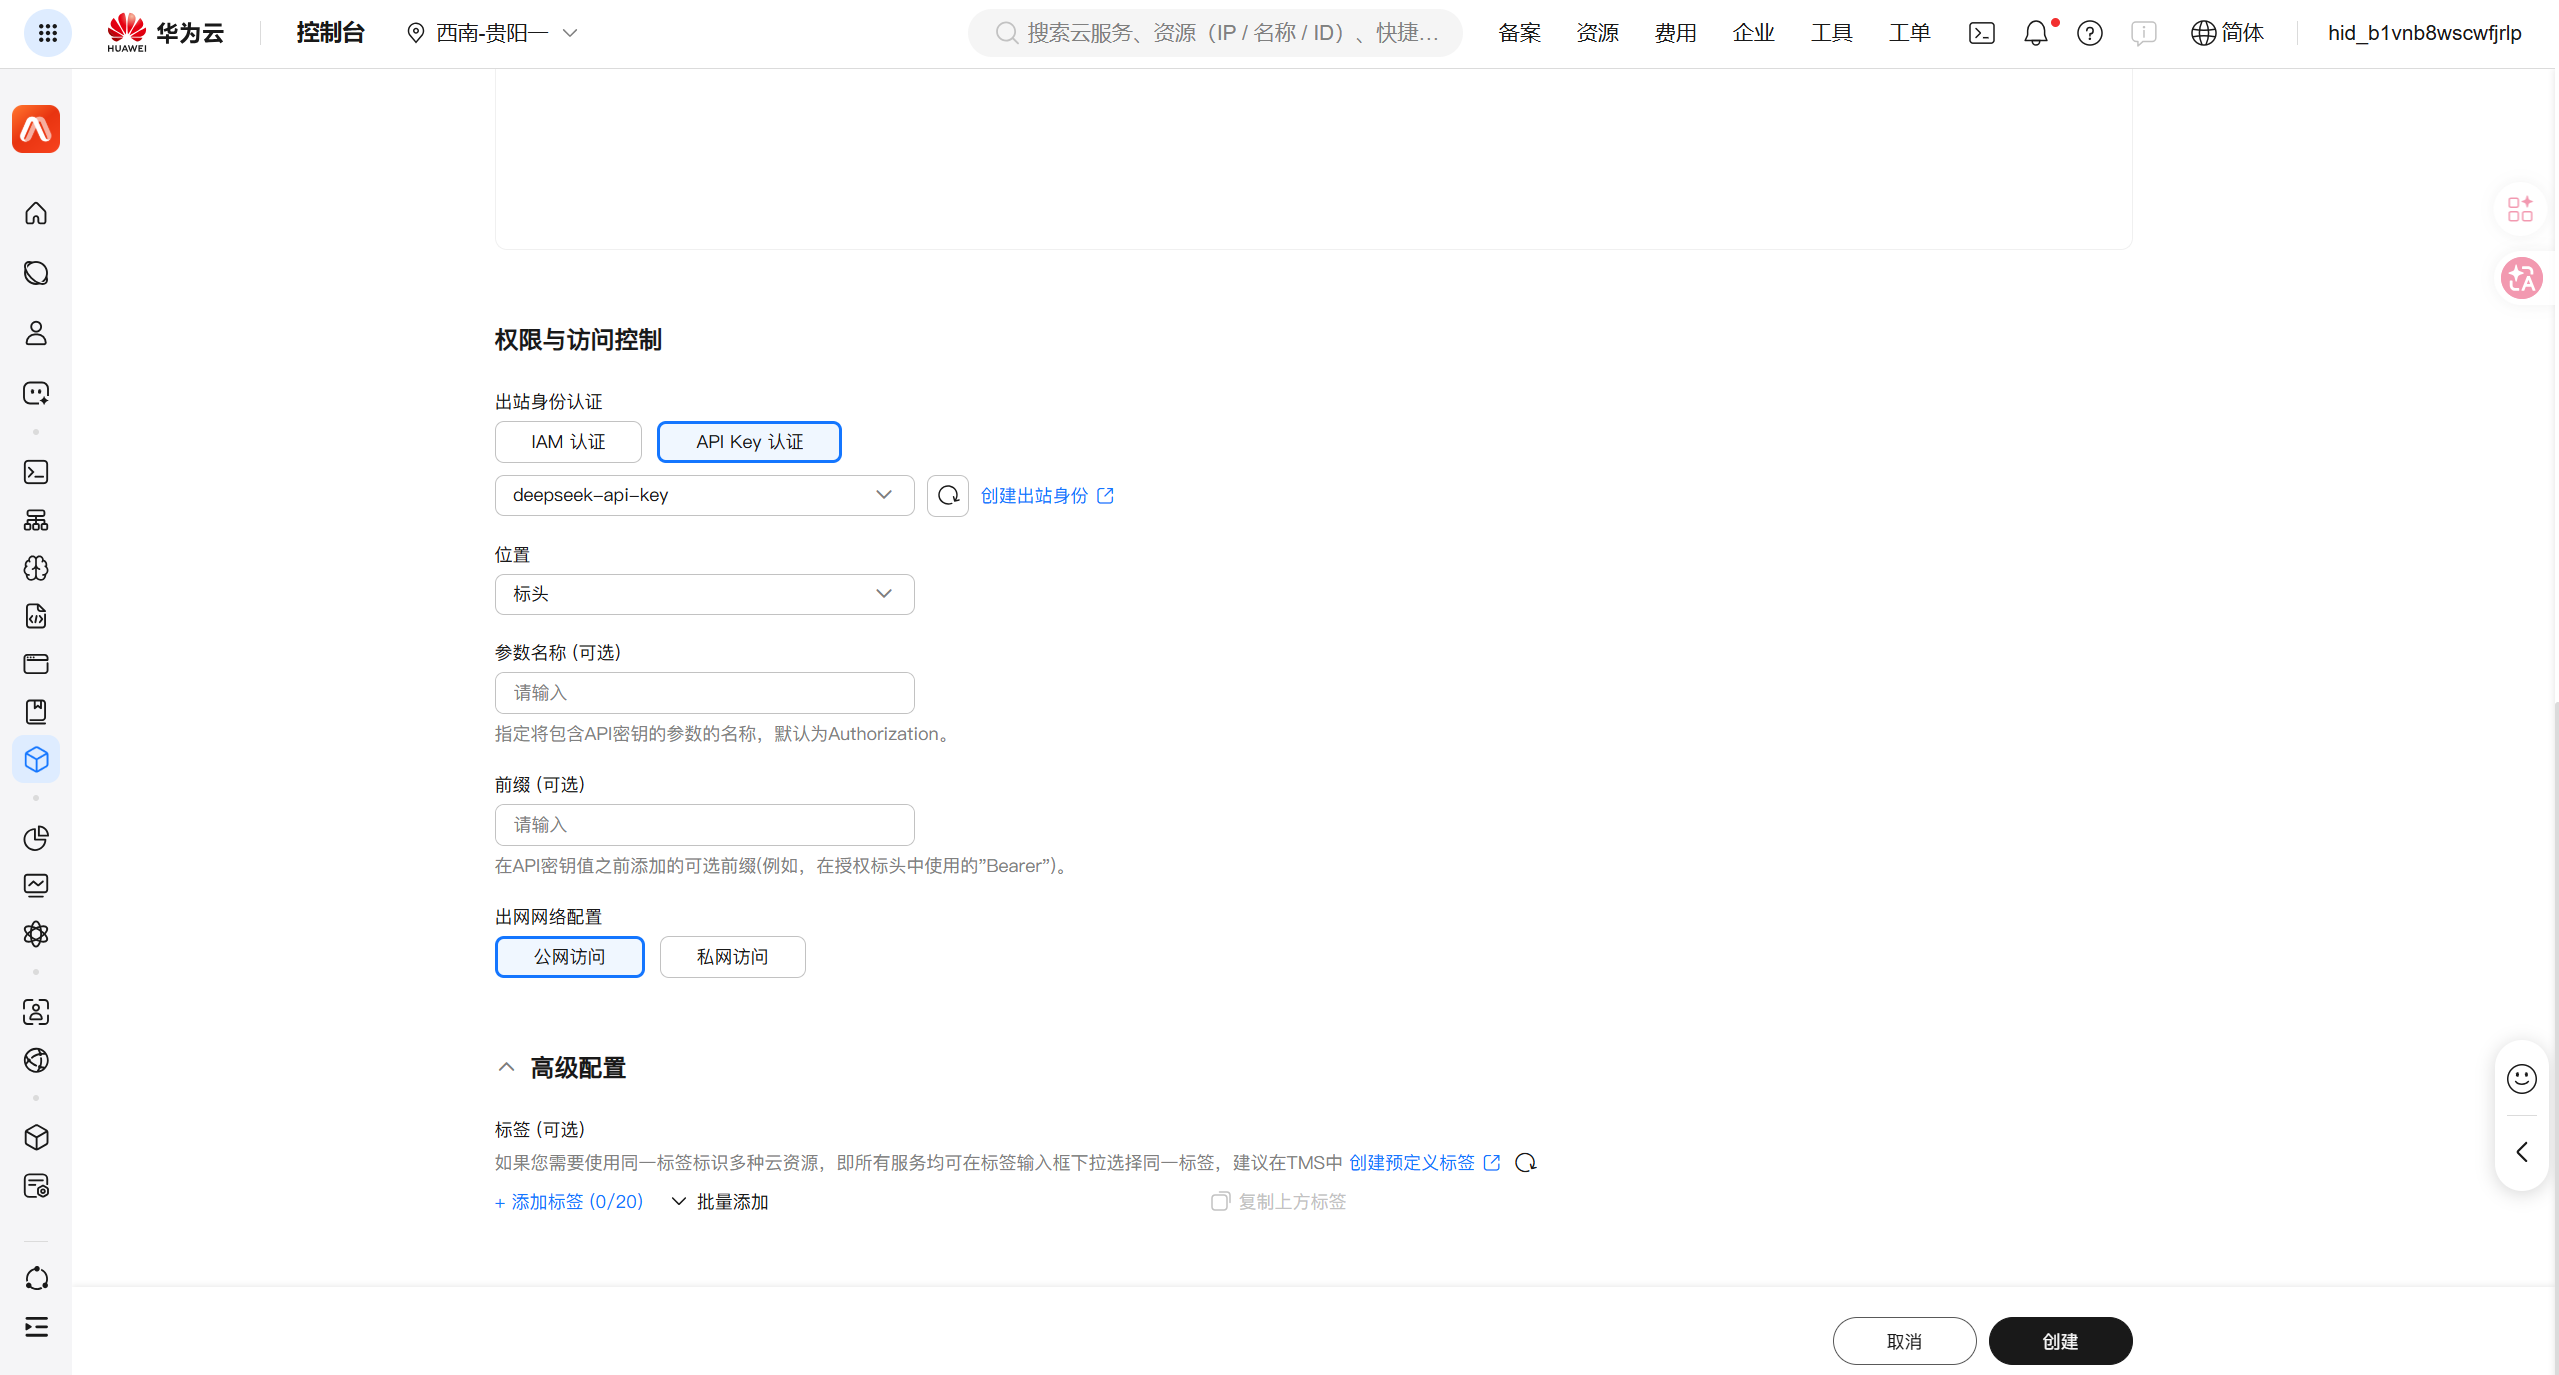 HUAWEI 华为云 控制台 西南-贵阳一 搜索云服务、资源（IP / 名称 / ID）、快捷... 备案 资源 费用 企业 工具 工单 简体 hid_b1vnb8wscwfjrlp
权限与访问控制
出站身份认证
IAM 认证 API Key 认证
deepseek-api-key 创建出站身份
位置
标头
参数名称 (可选)
请输入
指定将包含API密钥的参数的名称，默认为Authorization。
前缀 (可选)
请输入
在API密钥值之前添加的可选前缀(例如，在授权标头中使用的"Bearer")。
出网网络配置
公网访问 私网访问
高级配置
标签 (可选)
如果您需要使用同一标签标识多种云资源，即所有服务均可在标签输入框下拉选择同一标签，建议在TMS中 创建预定义标签
+ 添加标签 (0/20) 批量添加 复制上方标签
取消 创建